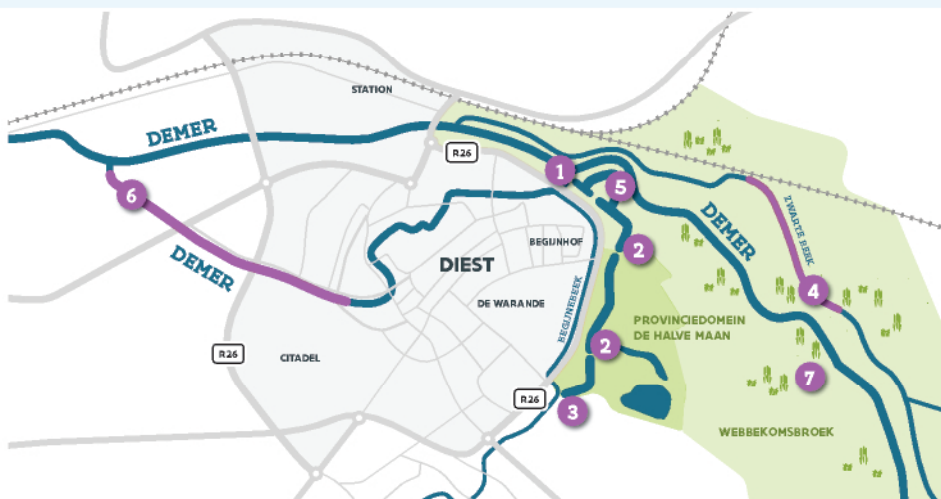 STATION
DEMER
R26
1
5
6
ZWARTE BEEK
DEMER
BEGIJNHOF
2
DEMER
DIEST
4
DE WARANDE
BEGIJNEBEEK
PROVINCIEDOMEIN
DE HALVE MAAN
2
R26
CITADEL
7
R26
3
WEBBEKOMSBROEK